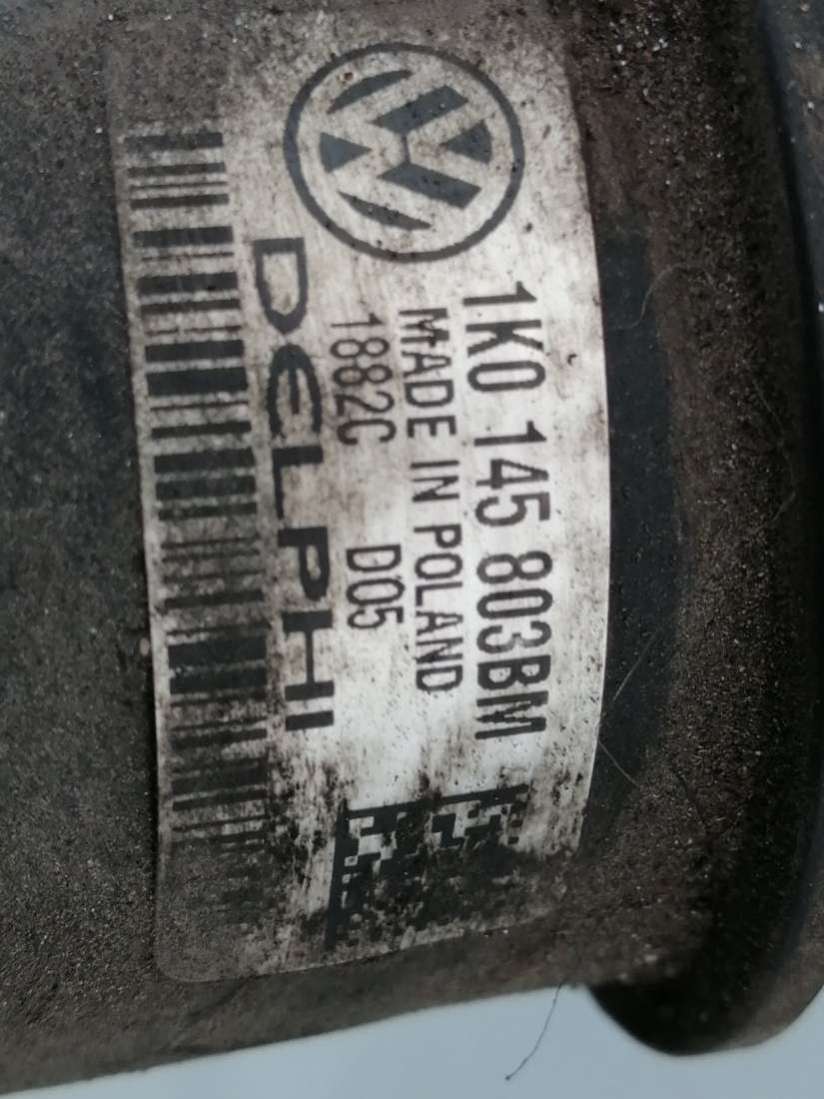 1K0 145 803BM
MADE IN POLAND
1882C D05
DELPHI